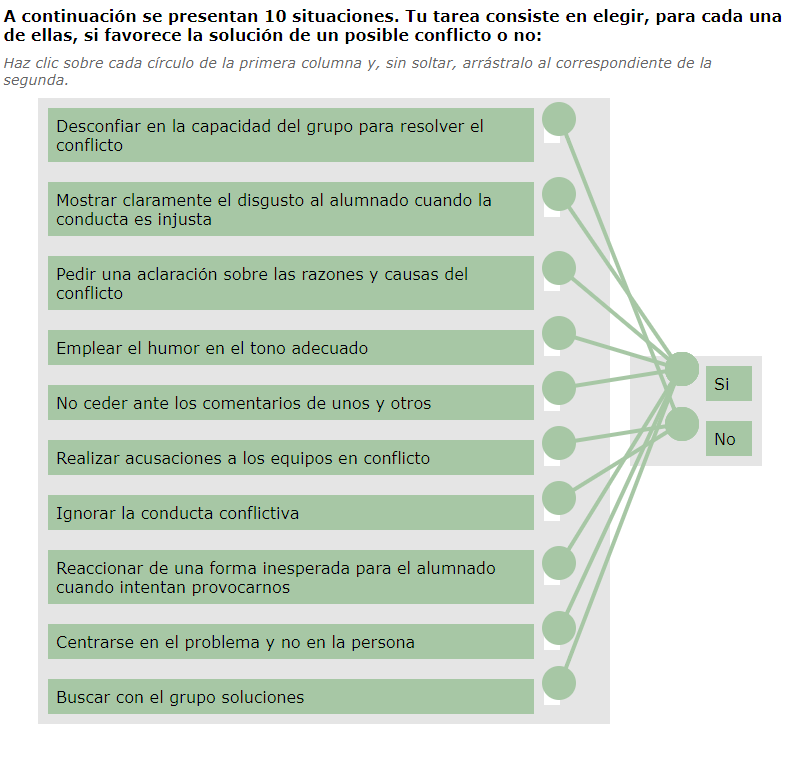 A continuación se presentan 10 situaciones. Tu tarea consiste en elegir, para cada una
de ellas, si favorece la solución de un posible conflicto o no:
Haz clic sobre cada círculo de la primera columna y, sin soltar, arrástralo al correspondiente de la
segunda.
Desconfiar en la capacidad del grupo para resolver el
conflicto
Mostrar claramente el disgusto al alumnado cuando la
conducta es injusta
Pedir una aclaración sobre las razones y causas del
conflicto
Emplear el humor en el tono adecuado
No ceder ante los comentarios de unos y otros
Realizar acusaciones a los equipos en conflicto
Ignorar la conducta conflictiva
Reaccionar de una forma inesperada para el alumnado
cuando intentan provocarnos
Centrarse en el problema y no en la persona
Buscar con el grupo soluciones
Si
No